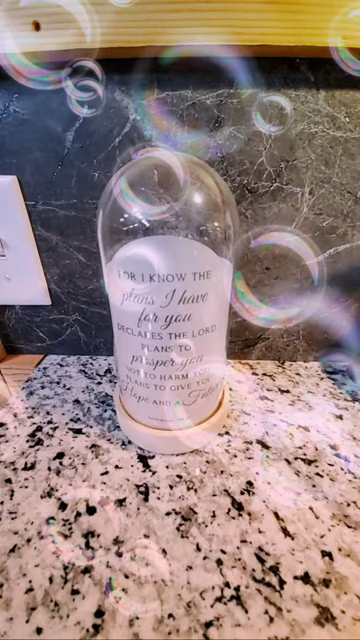 FOR I KNOW THE
plans I have
for you
DECLARES THE LORD
PLANS TO
prosper you
NOT TO HARM YOU
PLANS TO GIVE YOU
Hope AND A Future